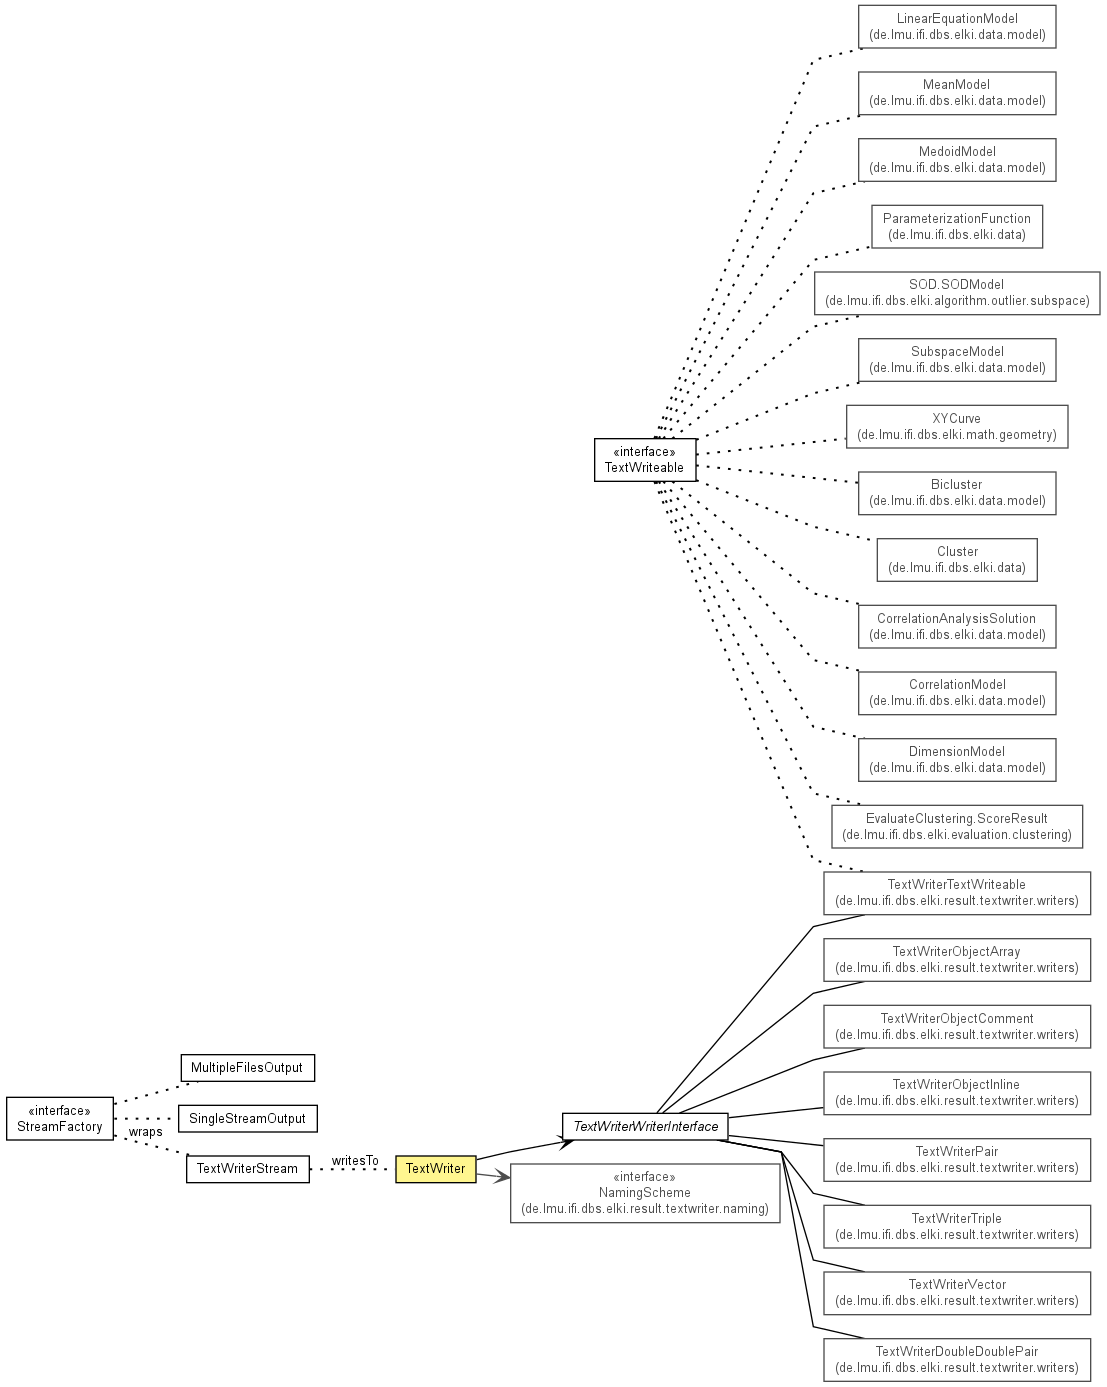 LinearEquationModel
(de.lmu.ifi.dbs.elki.data.model)
MeanModel
(de.lmu.ifi.dbs.elki.data.model)
MedoidModel
(de.lmu.ifi.dbs.elki.data.model)
ParameterizationFunction
(de.lmu.ifi.dbs.elki.data)
SOD.SODModel
(de.lmu.ifi.dbs.elki.algorithm.outlier.subspace)
SubspaceModel
(de.lmu.ifi.dbs.elki.data.model)
XYCurve
(de.lmu.ifi.dbs.elki.math.geometry)
«interface»
TextWriteable
Bicluster
(de.lmu.ifi.dbs.elki.data.model)
Cluster
(de.lmu.ifi.dbs.elki.data)
CorrelationAnalysisSolution
(de.lmu.ifi.dbs.elki.data.model)
CorrelationModel
(de.lmu.ifi.dbs.elki.data.model)
DimensionModel
(de.lmu.ifi.dbs.elki.data.model)
EvaluateClustering.ScoreResult
(de.lmu.ifi.dbs.elki.evaluation.clustering)
TextWriterTextWriteable
(de.lmu.ifi.dbs.elki.result.textwriter.writers)
TextWriterObjectArray
(de.lmu.ifi.dbs.elki.result.textwriter.writers)
TextWriterObjectComment
(de.lmu.ifi.dbs.elki.result.textwriter.writers)
TextWriterObjectInline
(de.lmu.ifi.dbs.elki.result.textwriter.writers)
MultipleFilesOutput
«interface»
StreamFactory
SingleStreamOutput
wraps
TextWriterStream
writesTo
TextWriter
TextWriterWriterInterface
«interface»
NamingScheme
(de.lmu.ifi.dbs.elki.result.textwriter.naming)
TextWriterPair
(de.lmu.ifi.dbs.elki.result.textwriter.writers)
TextWriterTriple
(de.lmu.ifi.dbs.elki.result.textwriter.writers)
TextWriterVector
(de.lmu.ifi.dbs.elki.result.textwriter.writers)
TextWriterDoubleDoublePair
(de.lmu.ifi.dbs.elki.result.textwriter.writers)